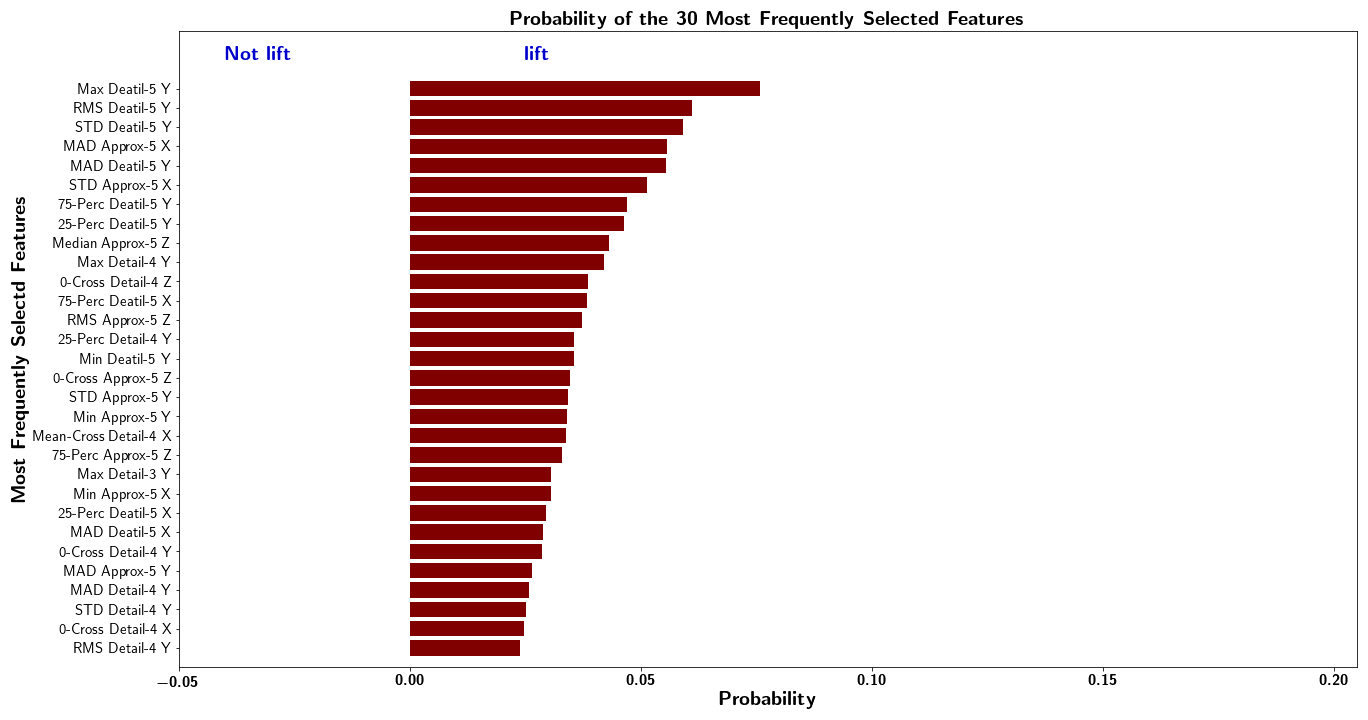 Probability of the 30 Most Frequently Selected Features
Not lift
lift
Most Frequently Selectd Features
Max Deatil-5 Y
RMS Deatil-5 Y
STD Deatil-5 Y
MAD Approx-5 X
MAD Deatil-5 Y
STD Approx-5 X
75-Perc Deatil-5 Y
25-Perc Deatil-5 Y
Median Approx-5 Z
Max Detail-4 Y
0-Cross Detail-4 Z
75-Perc Deatil-5 X
RMS Approx-5 Z
25-Perc Detail-4 Y
Min Deatil-5 Y
0-Cross Approx-5 Z
STD Approx-5 Y
Min Approx-5 Y
Mean-Cross Detail-4 X
75-Perc Approx-5 Z
Max Detail-3 Y
Min Approx-5 X
25-Perc Deatil-5 X
MAD Deatil-5 X
0-Cross Detail-4 Y
MAD Approx-5 Y
MAD Detail-4 Y
STD Detail-4 Y
0-Cross Detail-4 X
RMS Detail-4 Y
−0.05 0.00 0.05 0.10 0.15 0.20
Probability